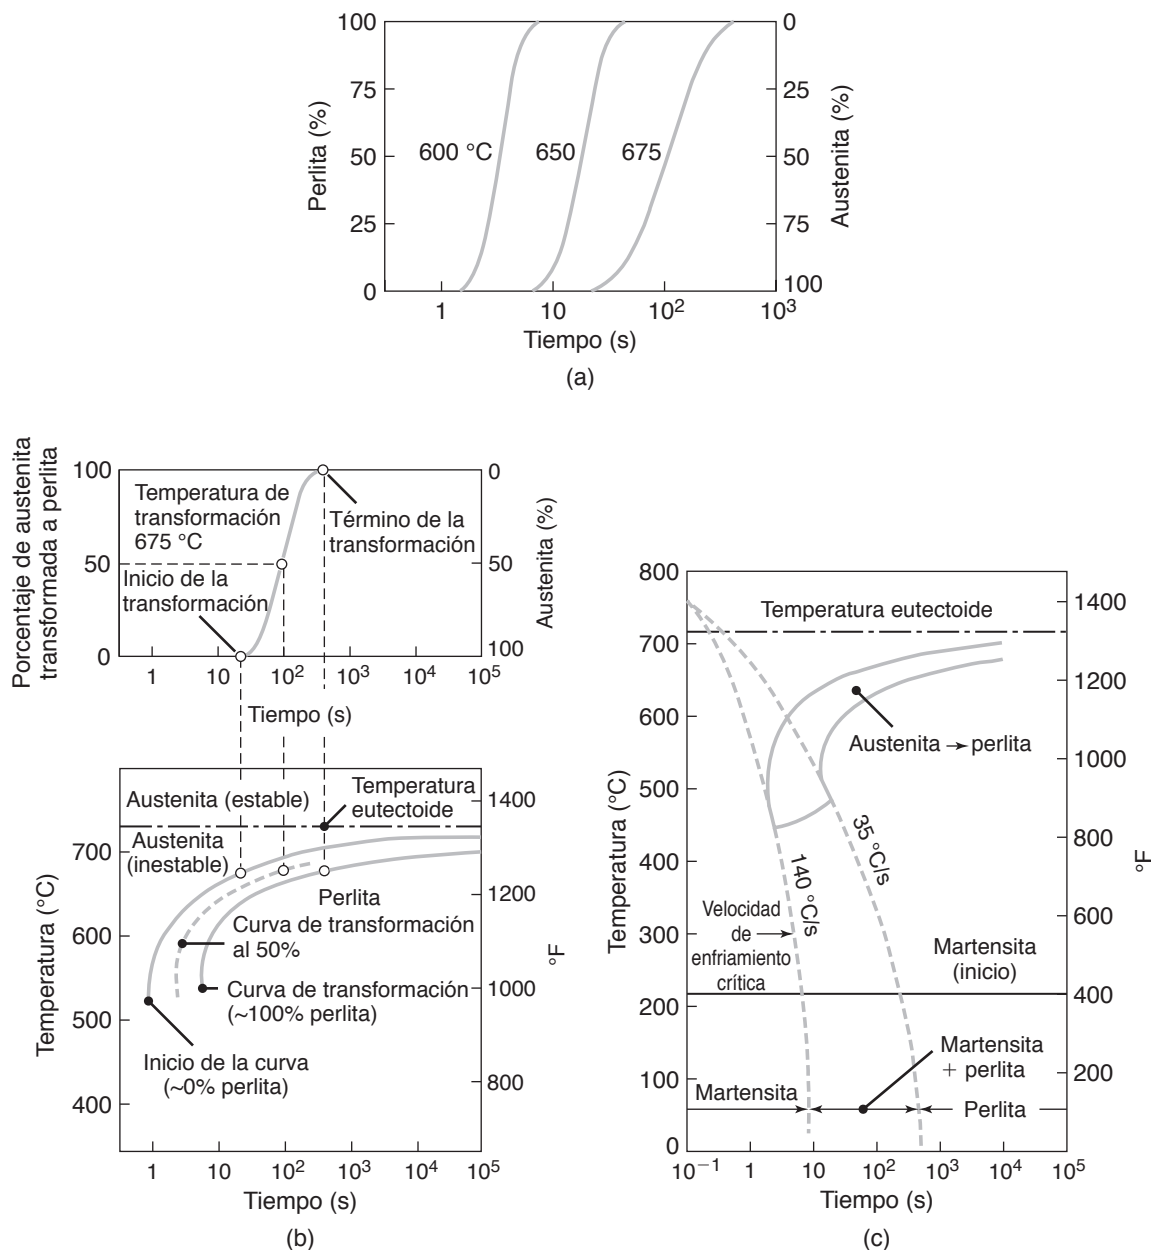 100
75
50
25
0
Perlita (%)
0
25
50
75
100
Austenita (%)
600 °C
650
675
1
10
10²
10³
Tiempo (s)
(a)
Porcentaje de austenita
transformada a perlita
100
50
0
0
50
100
Austenita (%)
Temperatura de
transformación
675 °C
Inicio de la
transformación
Término de la
transformación
1
10
10²
10³
10⁴
10⁵
Tiempo (s)
Temperatura (°C)
700
600
500
400
1400
1200
1000
800
°F
Austenita (estable)
Temperatura
eutectoide
Austenita
(inestable)
Perlita
Curva de transformación
al 50%
Curva de transformación
(~100% perlita)
Inicio de la curva
(~0% perlita)
1
10
10²
10³
10⁴
10⁵
Tiempo (s)
(b)
Temperatura (°C)
800
700
600
500
400
300
200
100
0
1400
1200
1000
800
600
400
200
°F
Temperatura eutectoide
Austenita → perlita
35 °C/s
140 °C/s
Velocidad
de
enfriamiento
crítica
Martensita
(inicio)
Martensita
+ perlita
Martensita
Perlita
10⁻¹
1
10
10²
10³
10⁴
10⁵
Tiempo (s)
(c)